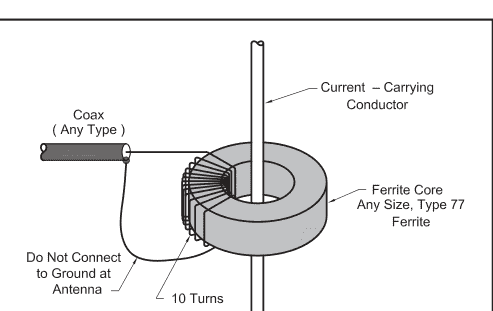 Current – Carrying
Conductor
Coax
( Any Type )
Ferrite Core
Any Size, Type 77
Ferrite
Do Not Connect
to Ground at
Antenna
10 Turns